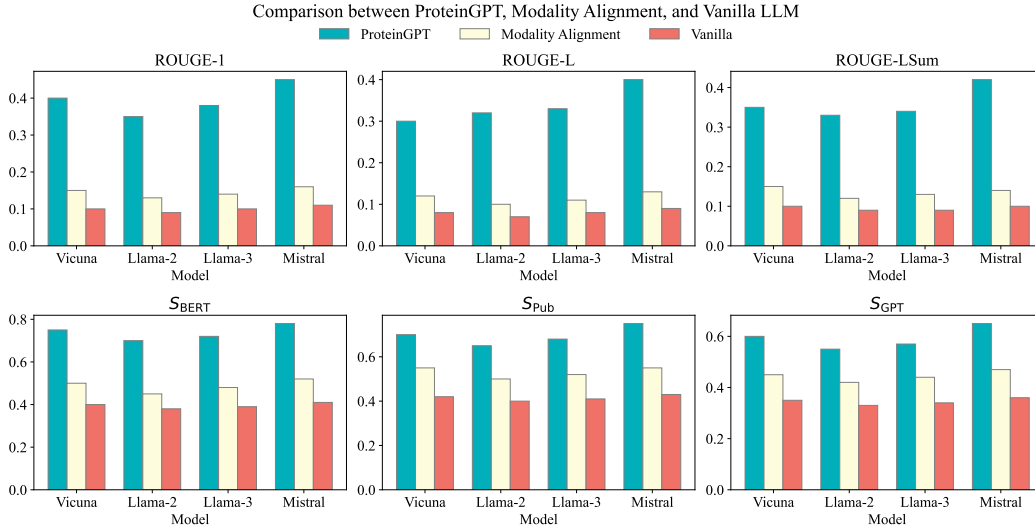 Comparison between ProteinGPT, Modality Alignment, and Vanilla LLM
ProteinGPT Modality Alignment Vanilla
ROUGE-1
0.4
0.3
0.2
0.1
0.0
Vicuna Llama-2 Llama-3 Mistral
Model
ROUGE-L
0.4
0.3
0.2
0.1
0.0
Vicuna Llama-2 Llama-3 Mistral
Model
ROUGE-LSum
0.4
0.3
0.2
0.1
0.0
Vicuna Llama-2 Llama-3 Mistral
Model
S_BERT
0.8
0.6
0.4
0.2
0.0
Vicuna Llama-2 Llama-3 Mistral
Model
S_Pub
0.6
0.4
0.2
0.0
Vicuna Llama-2 Llama-3 Mistral
Model
S_GPT
0.6
0.4
0.2
0.0
Vicuna Llama-2 Llama-3 Mistral
Model